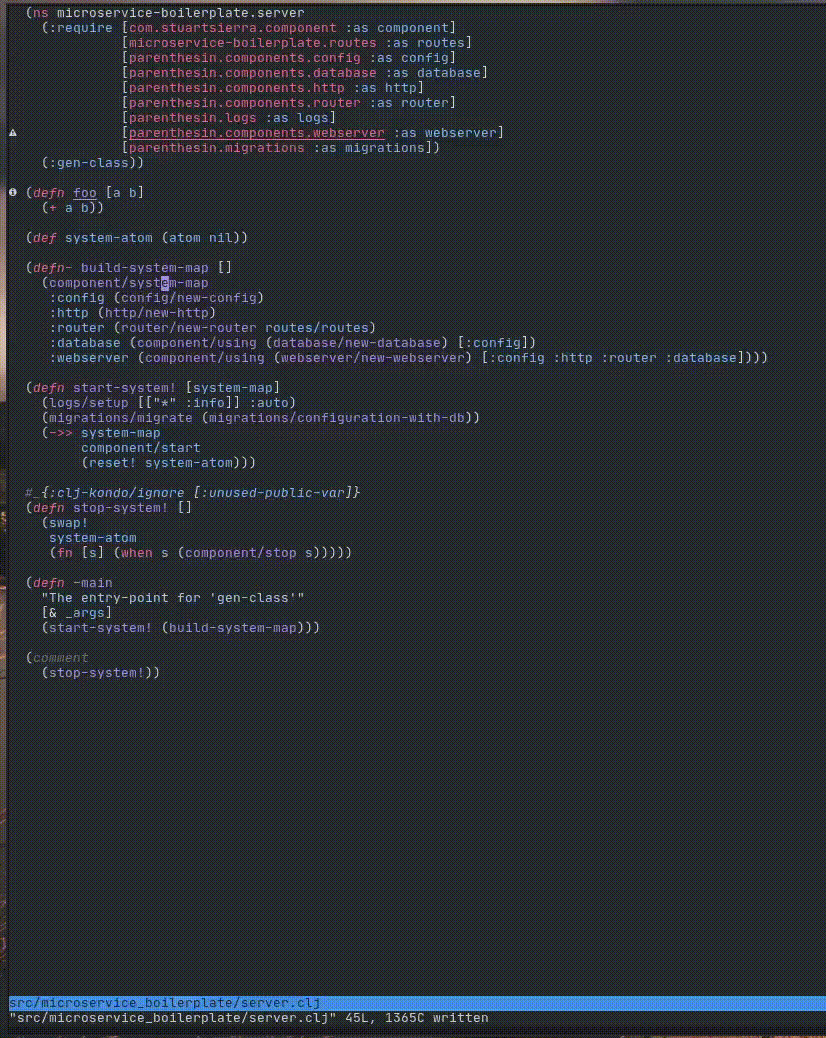 (ns microservice-boilerplate.server
  (:require [com.stuartsierra.component :as component]
            [microservice-boilerplate.routes :as routes]
            [parenthesin.components.config :as config]
            [parenthesin.components.database :as database]
            [parenthesin.components.http :as http]
            [parenthesin.components.router :as router]
            [parenthesin.logs :as logs]
            [parenthesin.components.webserver :as webserver]
            [parenthesin.migrations :as migrations])
  (:gen-class))
(defn foo [a b]
  (+ a b))
(def system-atom (atom nil))
(defn- build-system-map []
  (component/system-map
   :config (config/new-config)
   :http (http/new-http)
   :router (router/new-router routes/routes)
   :database (component/using (database/new-database) [:config])
   :webserver (component/using (webserver/new-webserver) [:config :http :router :database])))
(defn start-system! [system-map]
  (logs/setup [["*" :info]] :auto)
  (migrations/migrate (migrations/configuration-with-db))
  (->> system-map
       component/start
       (reset! system-atom)))
#_{:clj-kondo/ignore [:unused-public-var]}
(defn stop-system! []
  (swap!
   system-atom
   (fn [s] (when s (component/stop s)))))
(defn -main
  "The entry-point for 'gen-class'"
  [& _args]
  (start-system! (build-system-map)))
(comment
  (stop-system!))
src/microservice_boilerplate/server.clj
"src/microservice_boilerplate/server.clj" 45L, 1365C written